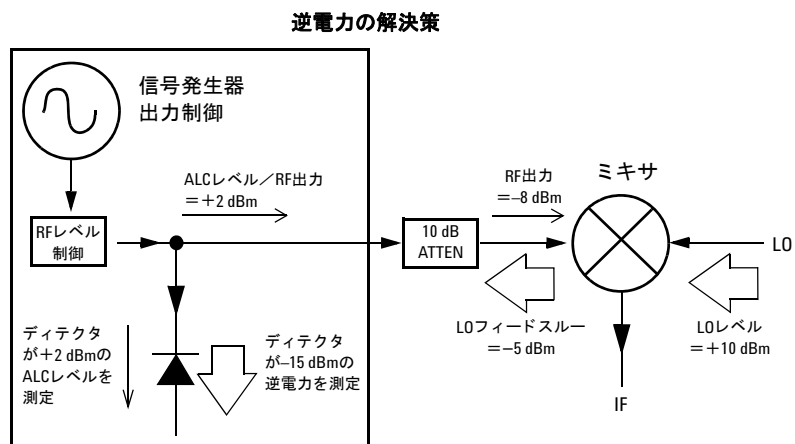 逆電力の解決策
信号発生器
出力制御
ALCレベル／RF出力
＝＋2 dBm
RF出力
＝–8 dBm
ミキサ
RFレベル
制御
10 dB
ATTEN
LO
LOフィードスルー
＝–5 dBm
LOレベル
＝＋10 dBm
ディテクタ
が＋2 dBmの
ALCレベルを
測定
ディテクタ
が–15 dBmの
逆電力を測定
IF